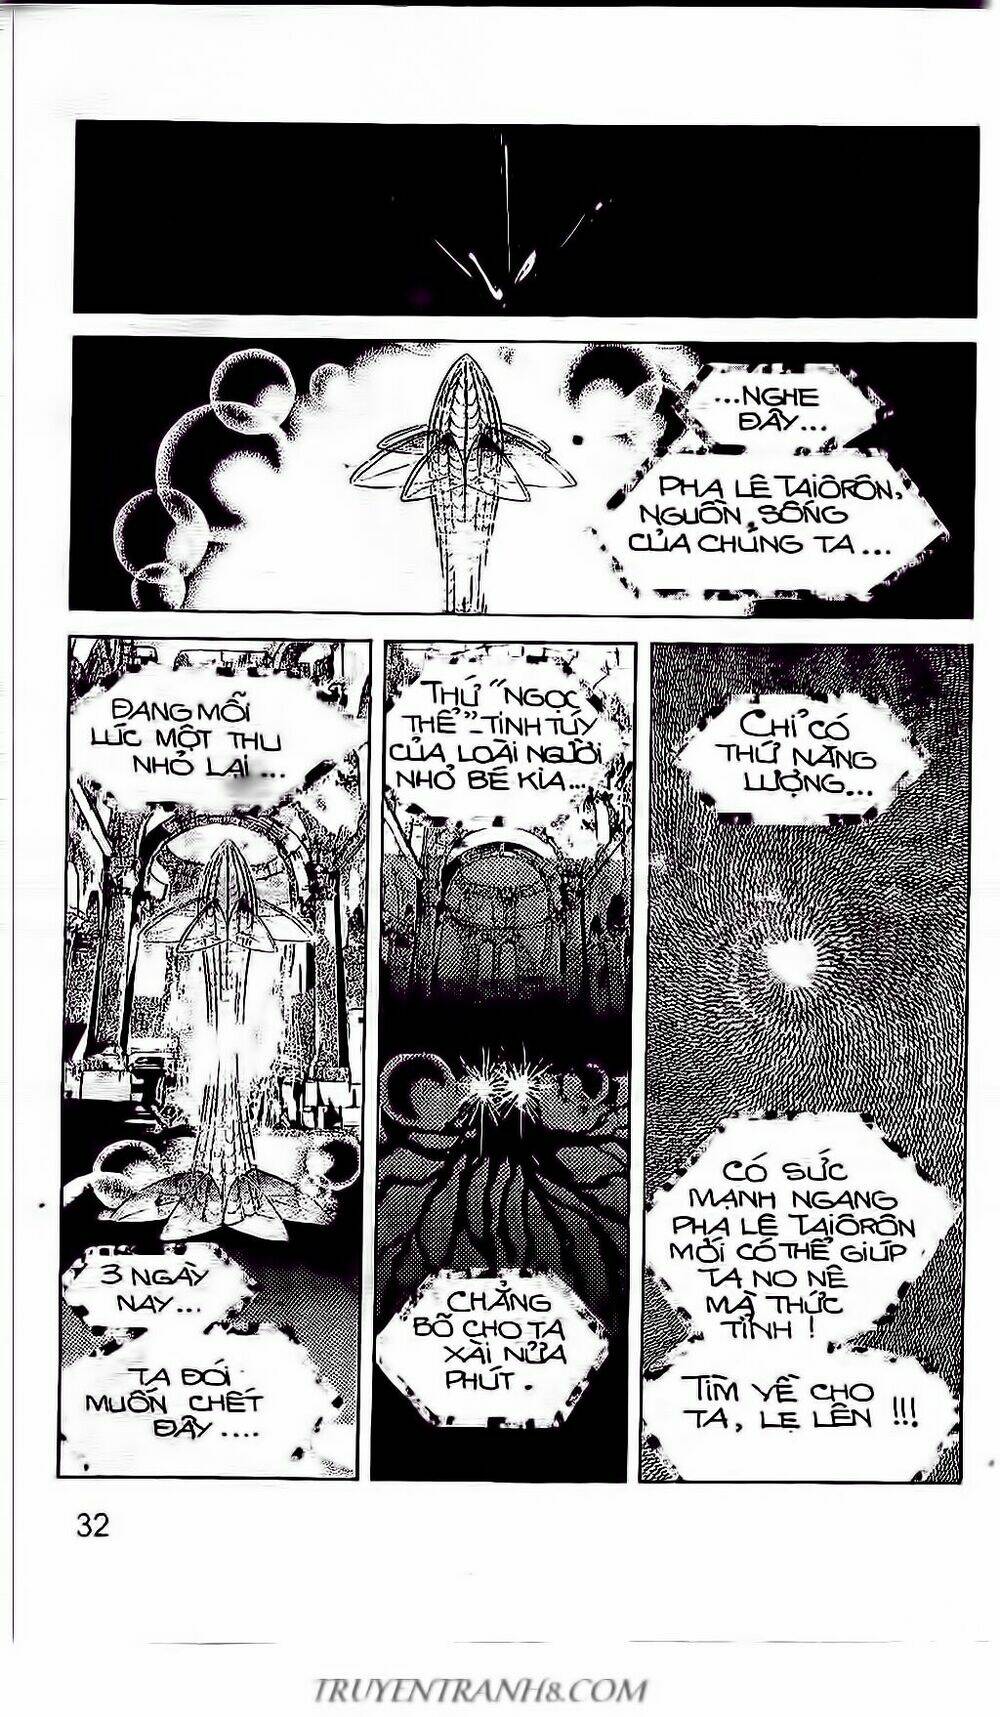 ...NGHE
ĐÂY...
PHA LÊ TAIÔRÔN,
NGUỒN SỐNG
CỦA CHÚNG TA...
ĐANG MỖI
LÚC MỘT THU
NHỎ LẠI...
3 NGÀY
NAY...
TA ĐÓI
MUỐN CHẾT
ĐÂY....
THỨ "NGỌC
THỂ" - TINH TÚY
CỦA LOÀI NGƯỜI
NHỎ BÉ KÌA...
CHẲNG
BÕ CHO TA
XÀI NỬA
PHÚT.
CHỈ CÓ
THỨ NĂNG
LƯỢNG...
CÓ SỨC
MẠNH NGANG
PHA LÊ TAIÔRÔN
MỚI CÓ THỂ GIÚP
TA NO NÊ
MÀ THỨC
TỈNH!
TÌM VỀ CHO
TA, LẸ LÊN!!!
32
TRUYENTRANH8.COM